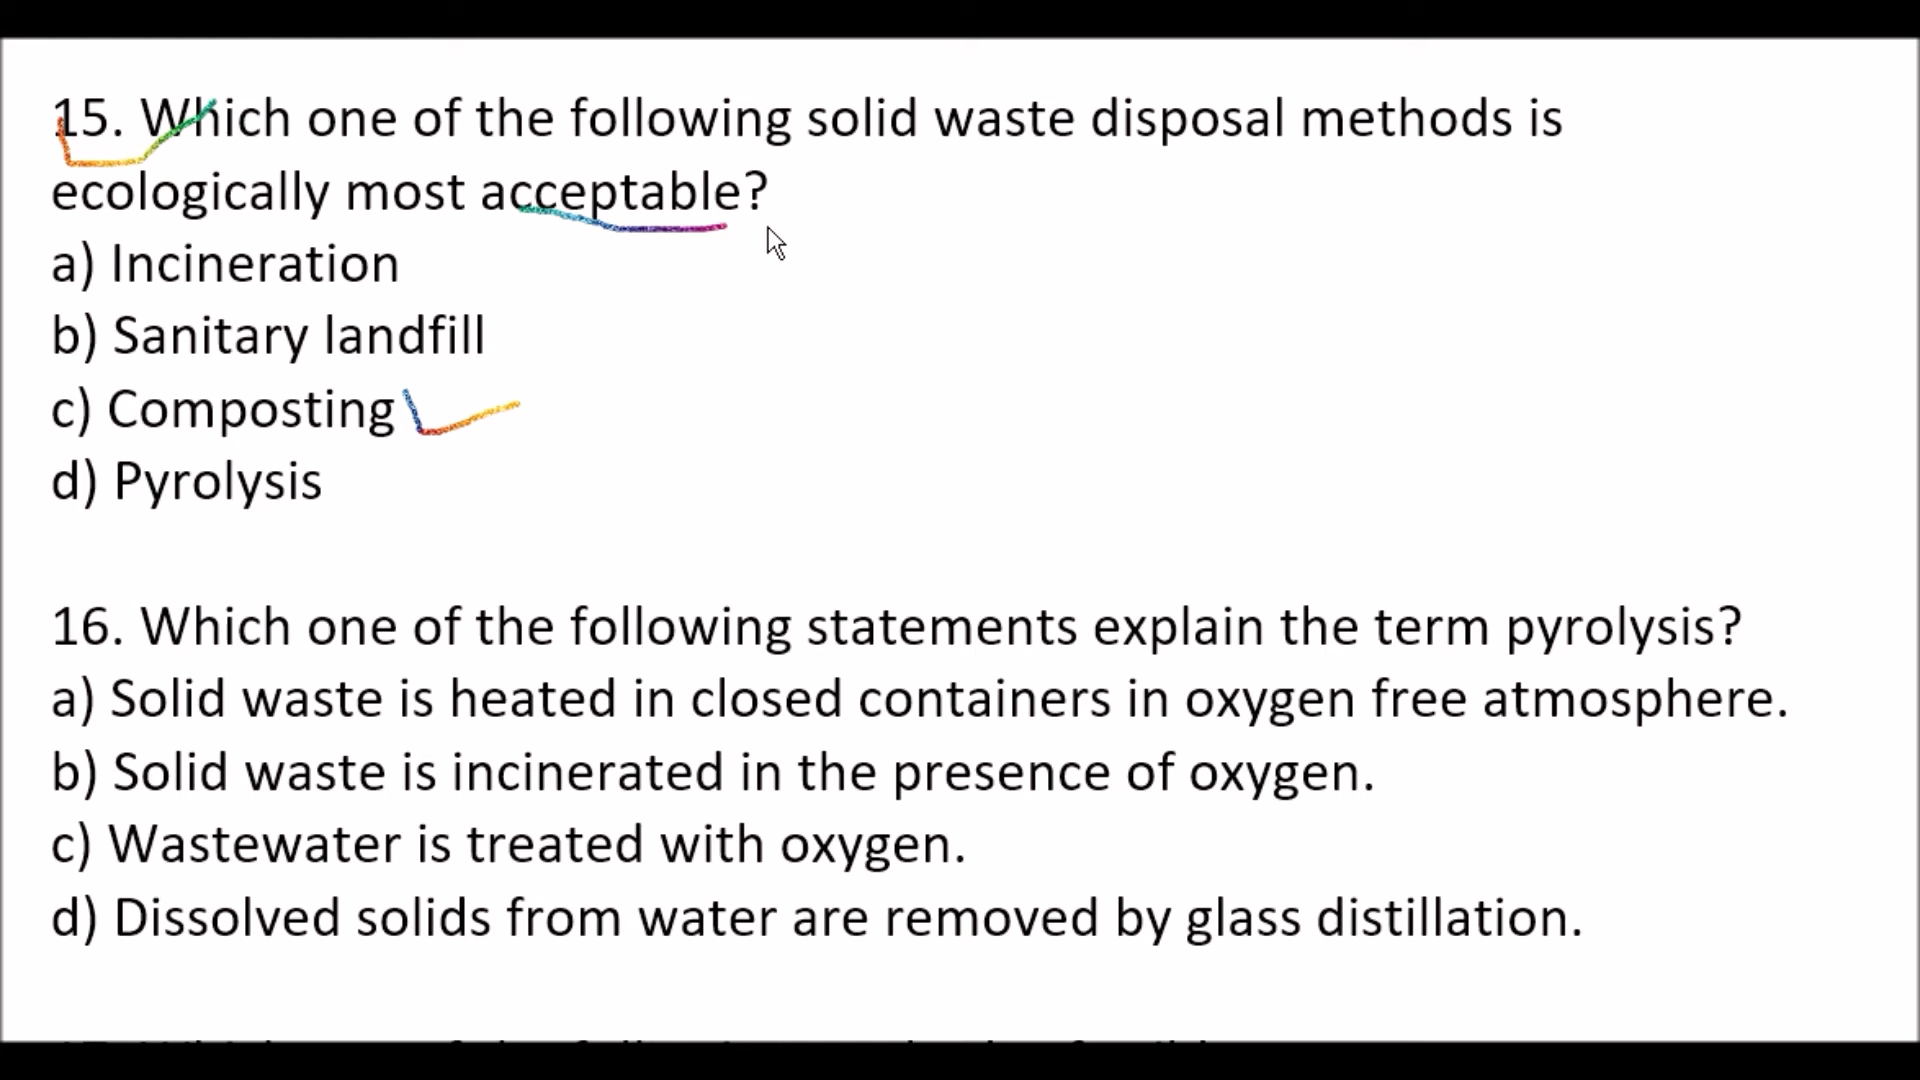 15. Which one of the following solid waste disposal methods is
ecologically most acceptable?
a) Incineration
b) Sanitary landfill
c) Composting
d) Pyrolysis
16. Which one of the following statements explain the term pyrolysis?
a) Solid waste is heated in closed containers in oxygen free atmosphere.
b) Solid waste is incinerated in the presence of oxygen.
c) Wastewater is treated with oxygen.
d) Dissolved solids from water are removed by glass distillation.